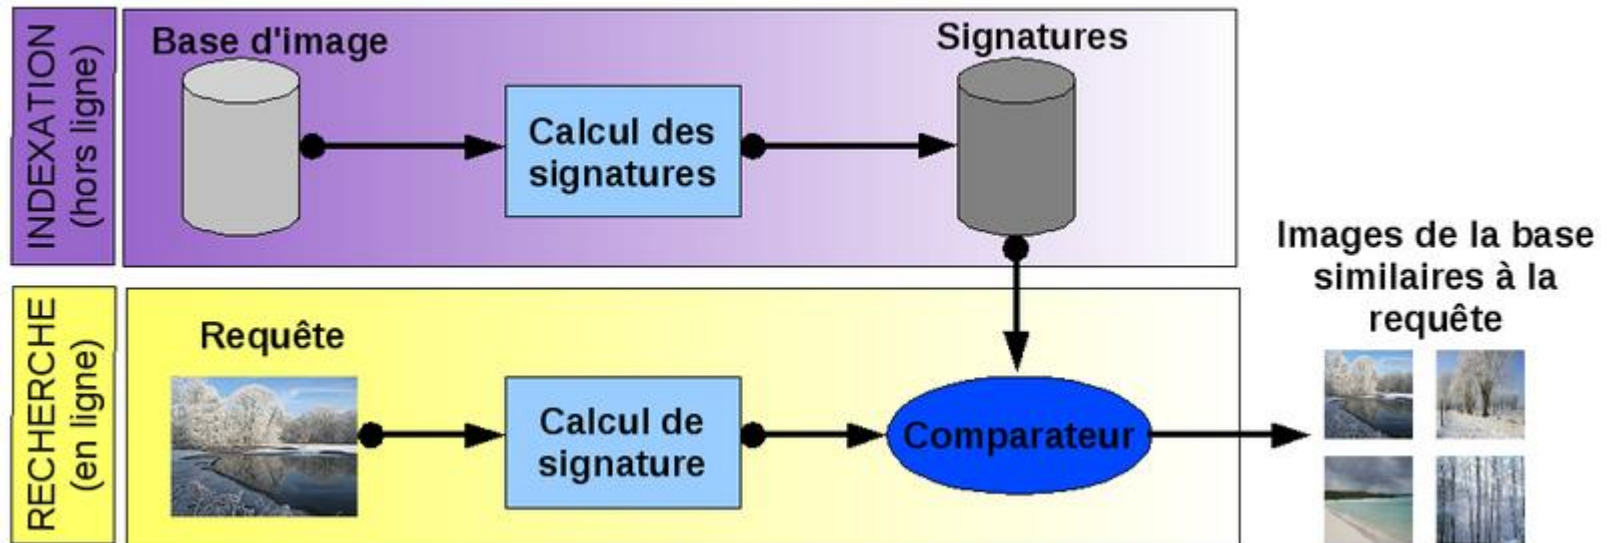 INDEXATION
(hors ligne)
Base d'image
Calcul des
signatures
Signatures
RECHERCHE
(en ligne)
Requête
Calcul de
signature
Comparateur
Images de la base
similaires à la
requête